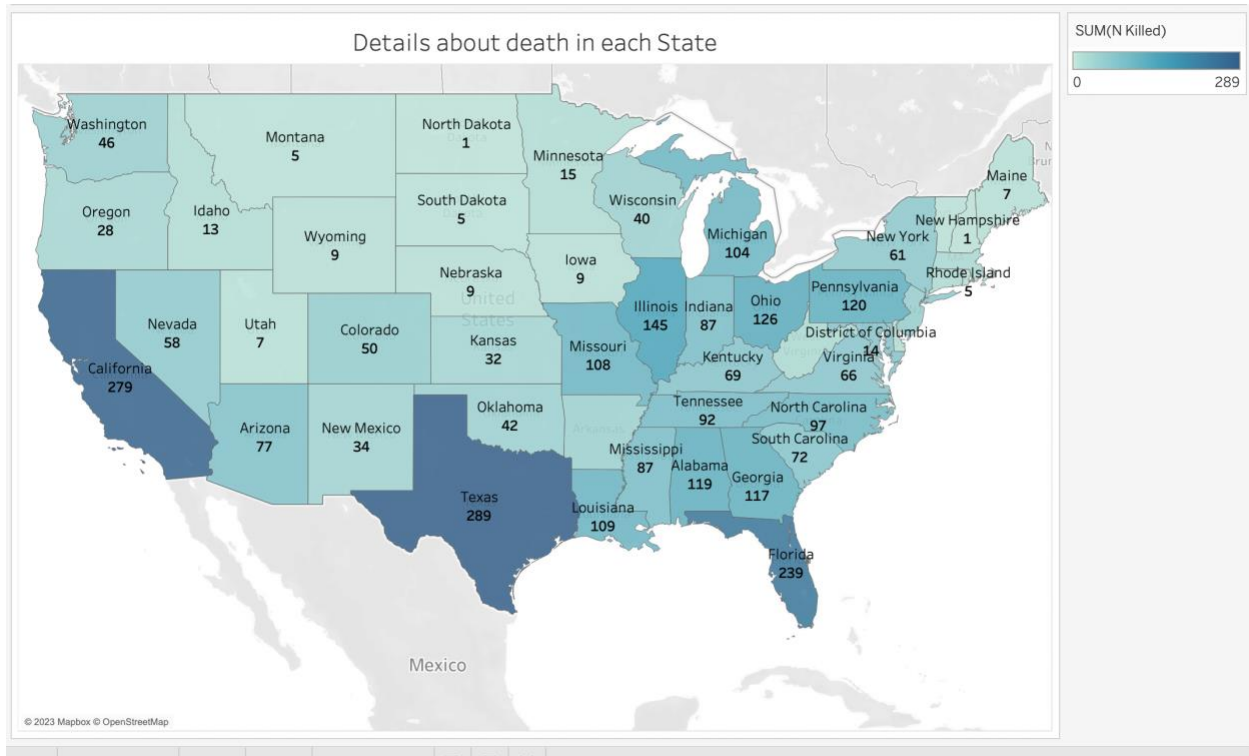 Details about death in each State
SUM(N Killed)
0 289
Washington
46
Montana
5
North Dakota
1
Minnesota
15
Maine
7
Oregon
28
Idaho
13
South Dakota
5
Wisconsin
40
Wyoming
9
Michigan
104
New Hampshire
1
New York
61
Nebraska
9
Iowa
9
Rhode Island
5
United
States
Nevada
58
Utah
7
Colorado
50
Kansas
32
Missouri
108
Illinois
145
Indiana
87
Ohio
126
Pennsylvania
120
District of Columbia
14
Kentucky
69
Virginia
66
California
279
Arizona
77
New Mexico
34
Oklahoma
42
Arkansas
Tennessee
92
North Carolina
97
South Carolina
72
Mississippi
87
Alabama
119
Georgia
117
Texas
289
Louisiana
109
Florida
239
Mexico
© 2023 Mapbox © OpenStreetMap